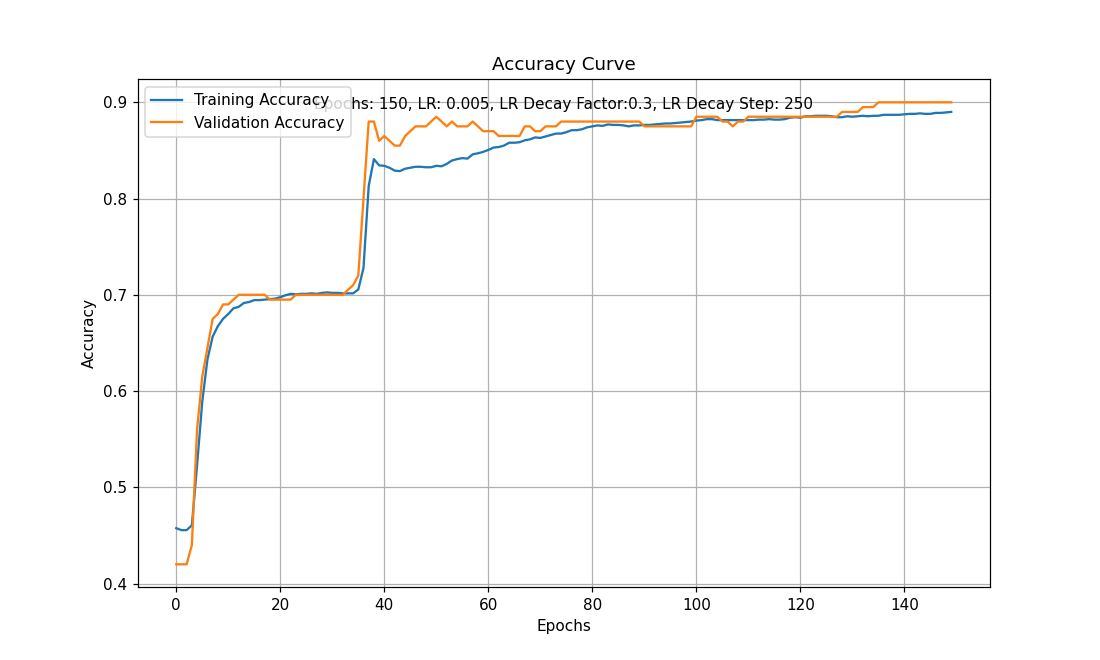 Accuracy Curve
Epochs: 150, LR: 0.005, LR Decay Factor:0.3, LR Decay Step: 250
Training Accuracy
Validation Accuracy
0.9
0.8
0.7
0.6
0.5
0.4
Accuracy
0 20 40 60 80 100 120 140
Epochs